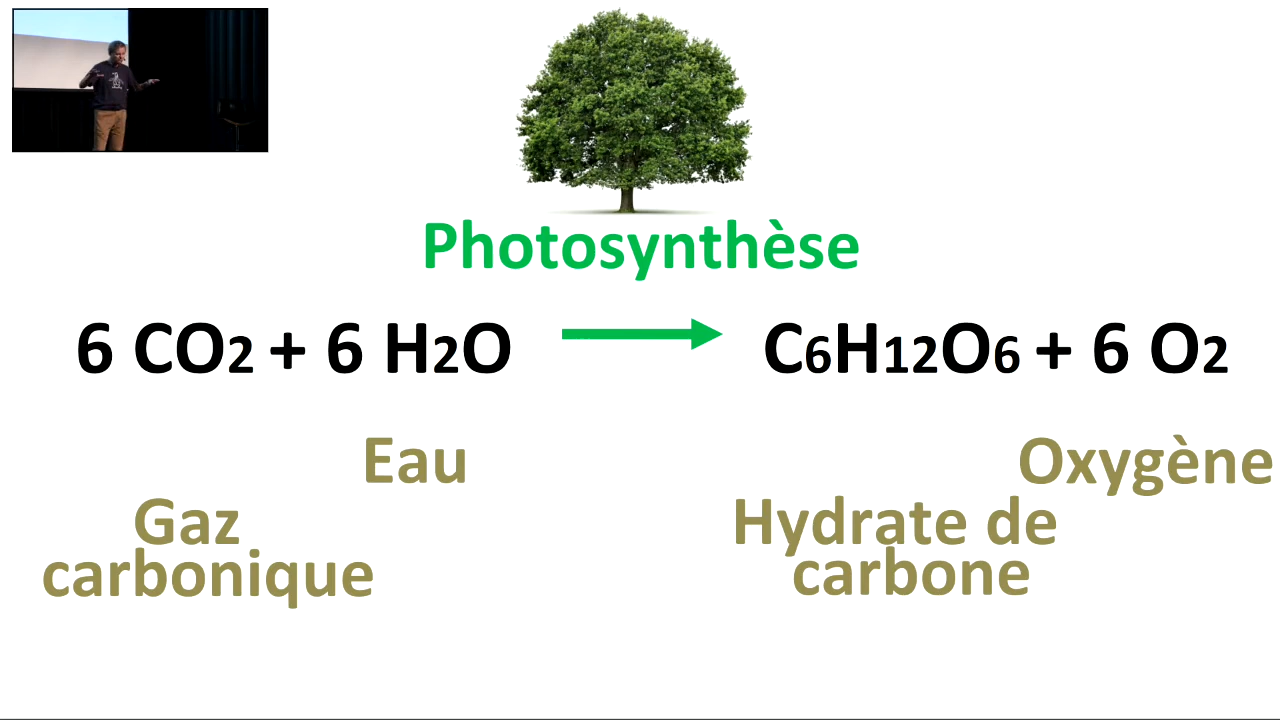 Photosynthèse
6 CO2 + 6 H2O C6H12O6 + 6 O2
Eau
Oxygène
Gaz
carbonique
Hydrate de
carbone